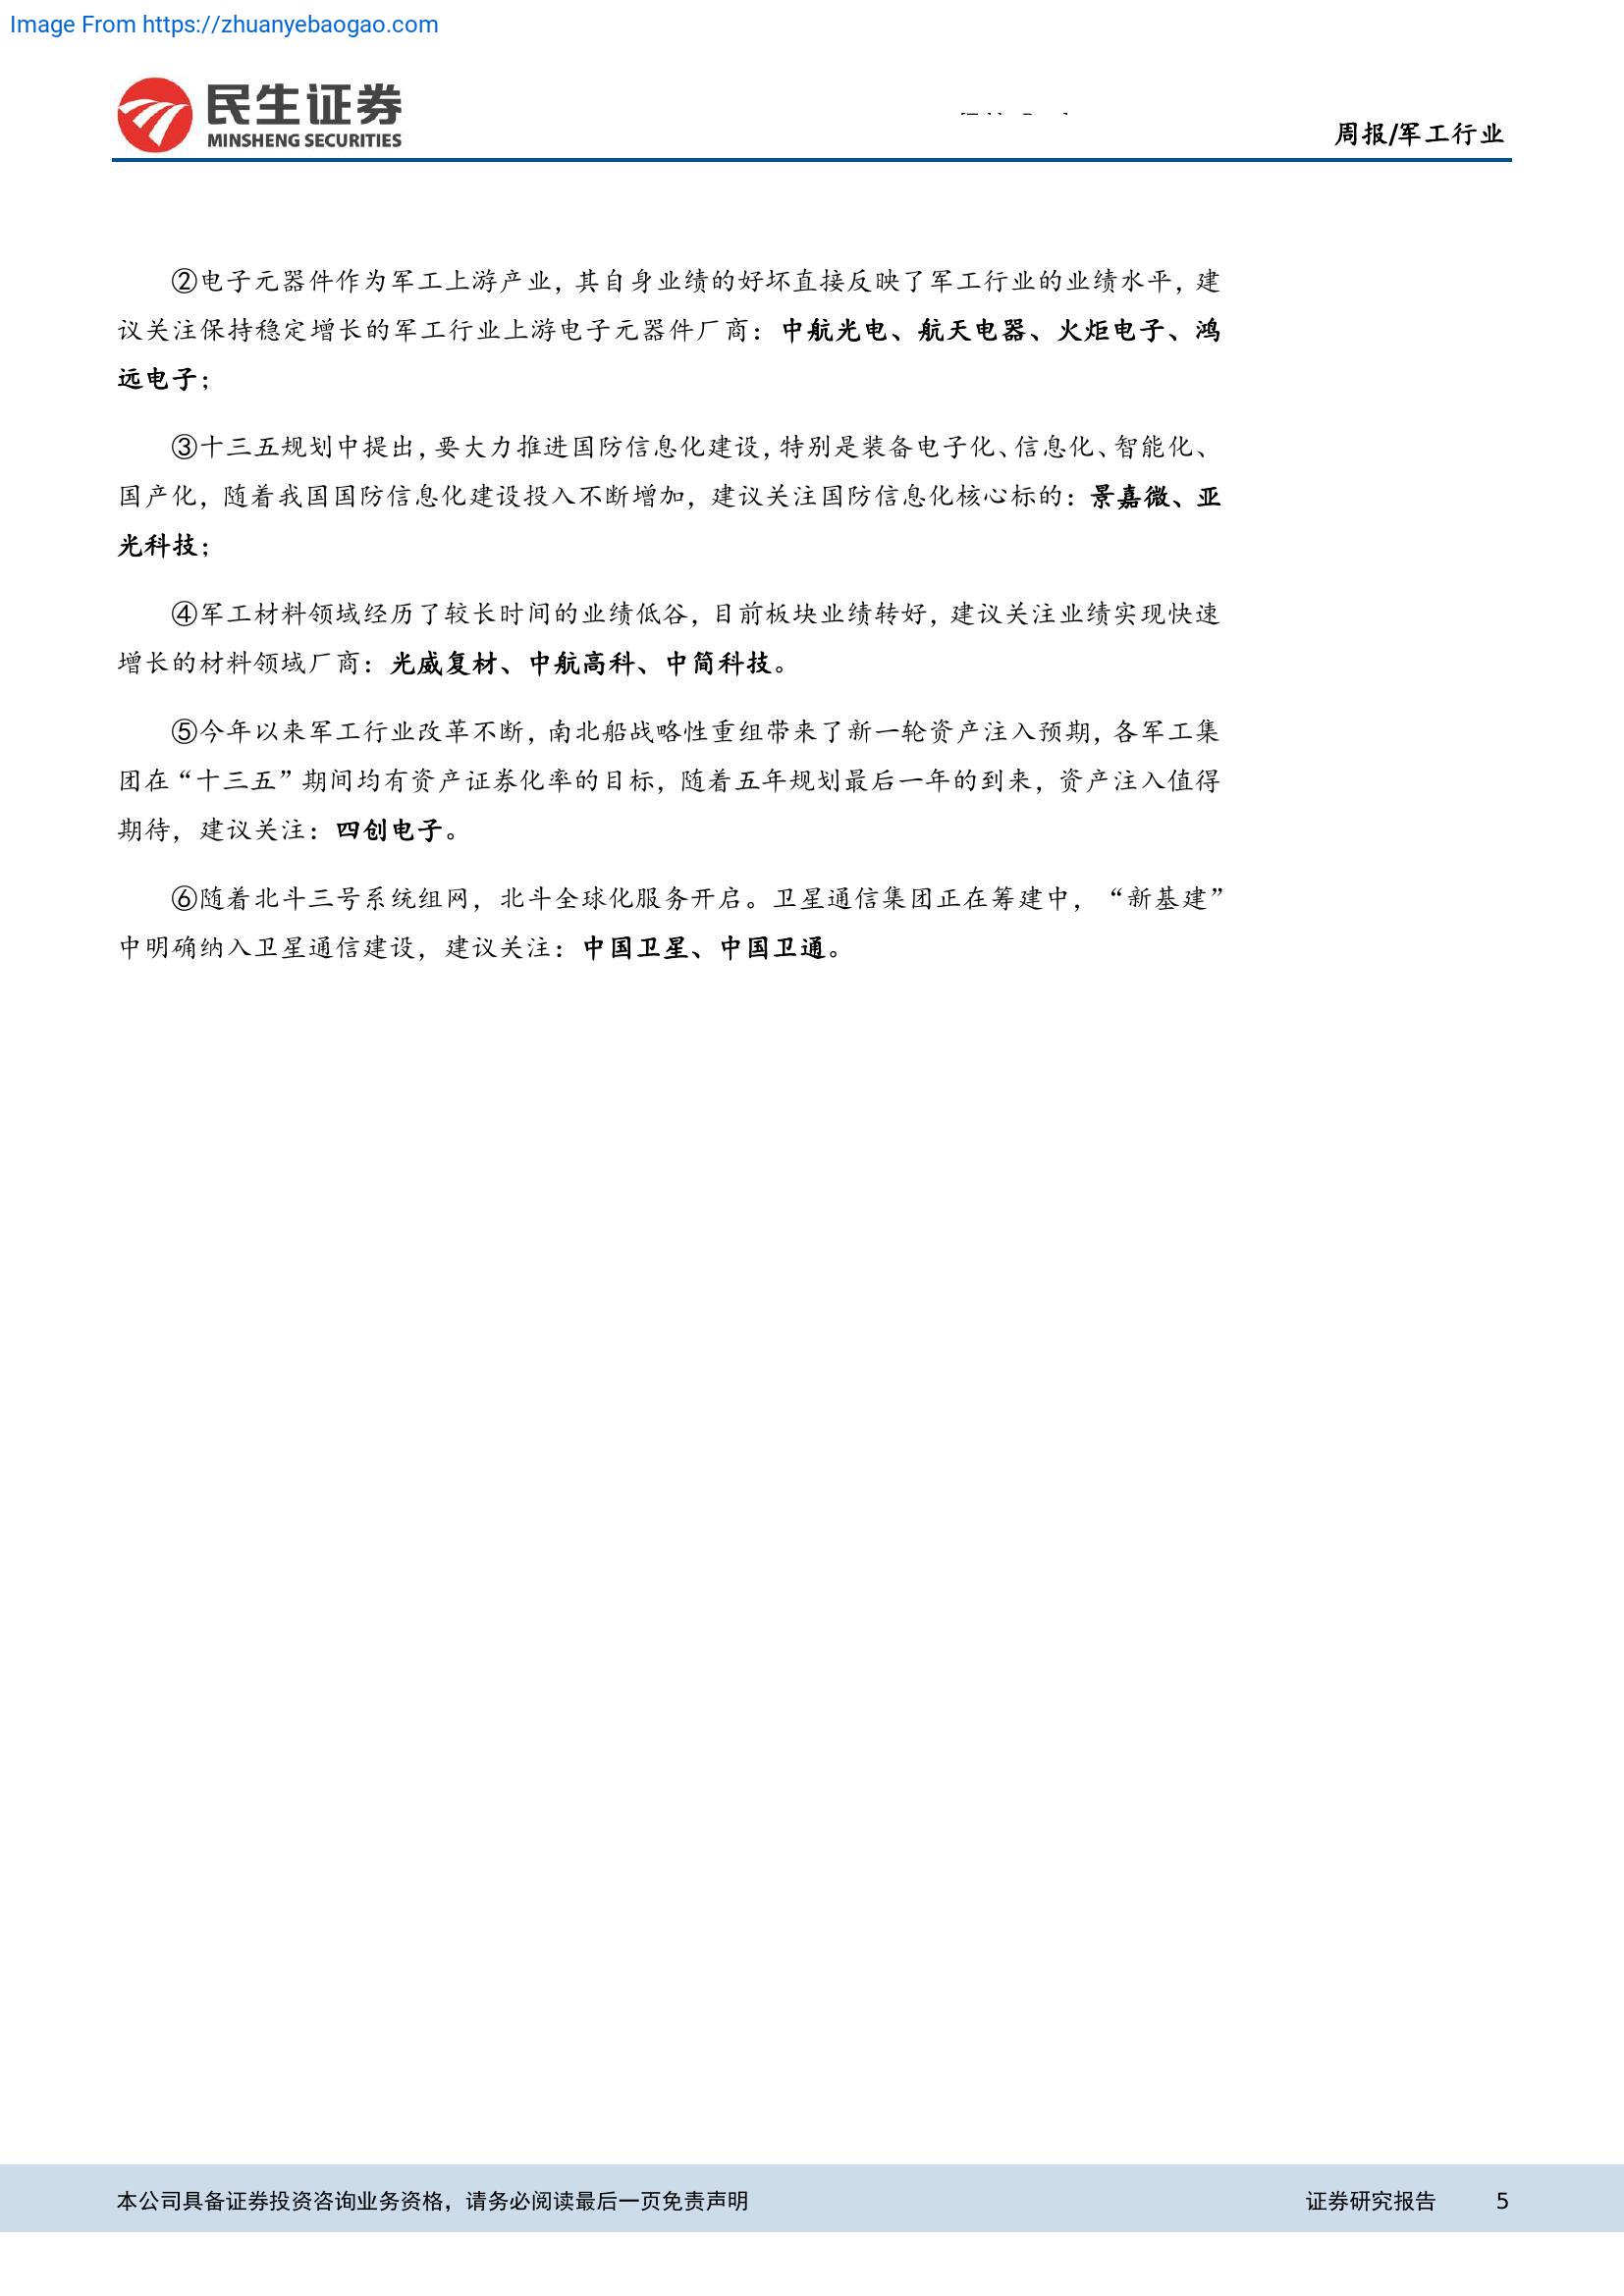 Image From https://zhuanyebaogao.com
民生证券
MINSHENG SECURITIES
周报/军工行业
②电子元器件作为军工上游产业，其自身业绩的好坏直接反映了军工行业的业绩水平，建
议关注保持稳定增长的军工行业上游电子元器件厂商：中航光电、航天电器、火炬电子、鸿
远电子；
③十三五规划中提出，要大力推进国防信息化建设，特别是装备电子化、信息化、智能化、
国产化，随着我国国防信息化建设投入不断增加，建议关注国防信息化核心标的：景嘉微、亚
光科技；
④军工材料领域经历了较长时间的业绩低谷，目前板块业绩转好，建议关注业绩实现快速
增长的材料领域厂商：光威复材、中航高科、中简科技。
⑤今年以来军工行业改革不断，南北船战略性重组带来了新一轮资产注入预期，各军工集
团在“十三五”期间均有资产证券化率的目标，随着五年规划最后一年的到来，资产注入值得
期待，建议关注：四创电子。
⑥随着北斗三号系统组网，北斗全球化服务开启。卫星通信集团正在筹建中，“新基建”
中明确纳入卫星通信建设，建议关注：中国卫星、中国卫通。
本公司具备证券投资咨询业务资格，请务必阅读最后一页免责声明
证券研究报告 5